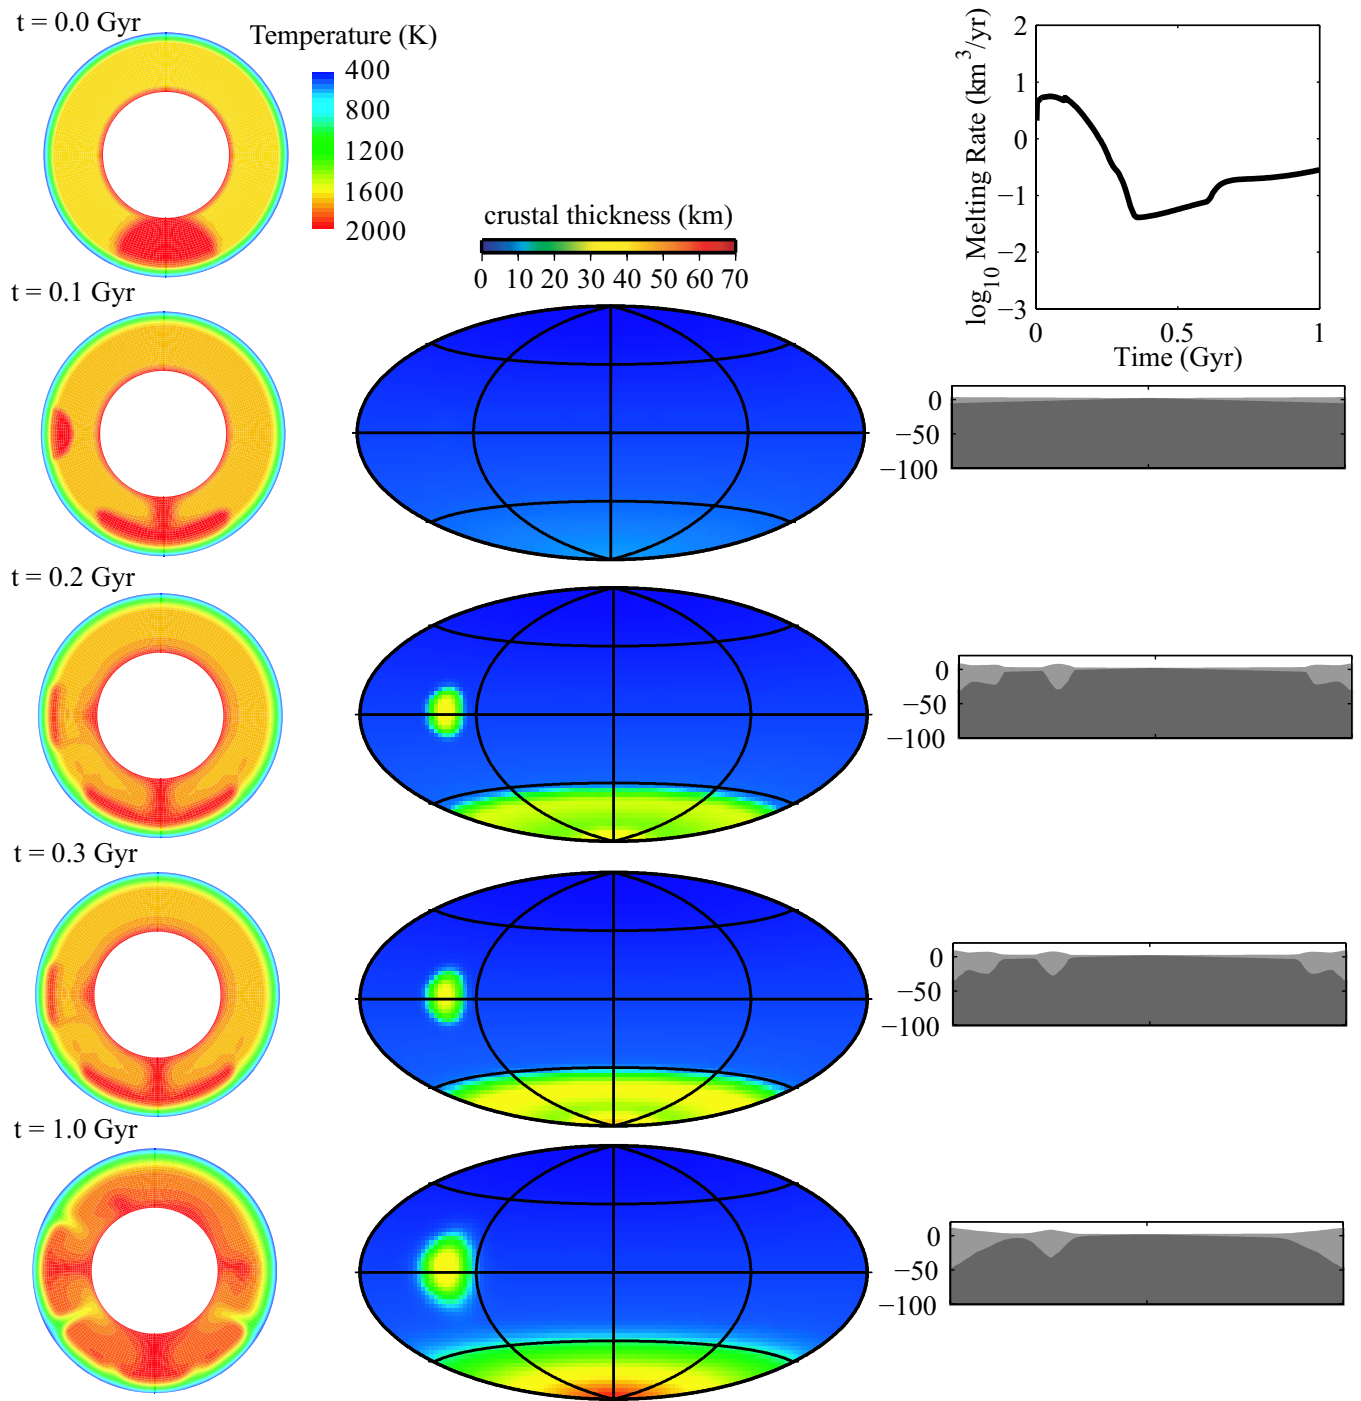 t = 0.0 Gyr
Temperature (K)
400
800
1200
1600
2000
log10 Melting Rate (km3/yr)
2
1
0
−1
−2
−3
0
0.5
1
Time (Gyr)
crustal thickness (km)
0 10 20 30 40 50 60 70
t = 0.1 Gyr
0
−50
−100
t = 0.2 Gyr
0
−50
−100
t = 0.3 Gyr
0
−50
−100
t = 1.0 Gyr
0
−50
−100